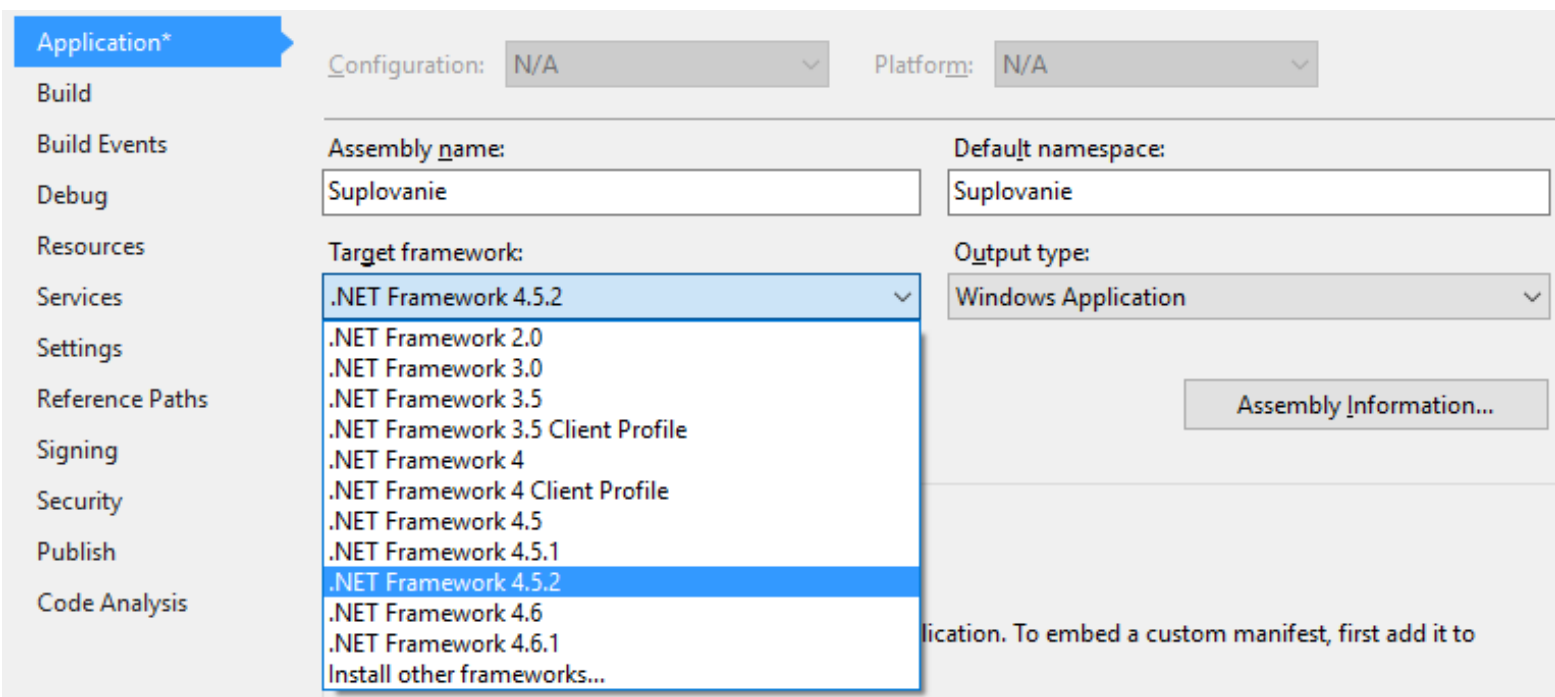 Application*
Build
Build Events
Debug
Resources
Services
Settings
Reference Paths
Signing
Security
Publish
Code Analysis
Configuration: N/A Platform: N/A
Assembly name: Default namespace:
Suplovanie Suplovanie
Target framework: Output type:
.NET Framework 4.5.2 Windows Application
.NET Framework 2.0
.NET Framework 3.0
.NET Framework 3.5
.NET Framework 3.5 Client Profile
.NET Framework 4
.NET Framework 4 Client Profile
.NET Framework 4.5
.NET Framework 4.5.1
.NET Framework 4.5.2
.NET Framework 4.6
.NET Framework 4.6.1
Install other frameworks...
Assembly Information...
lication. To embed a custom manifest, first add it to